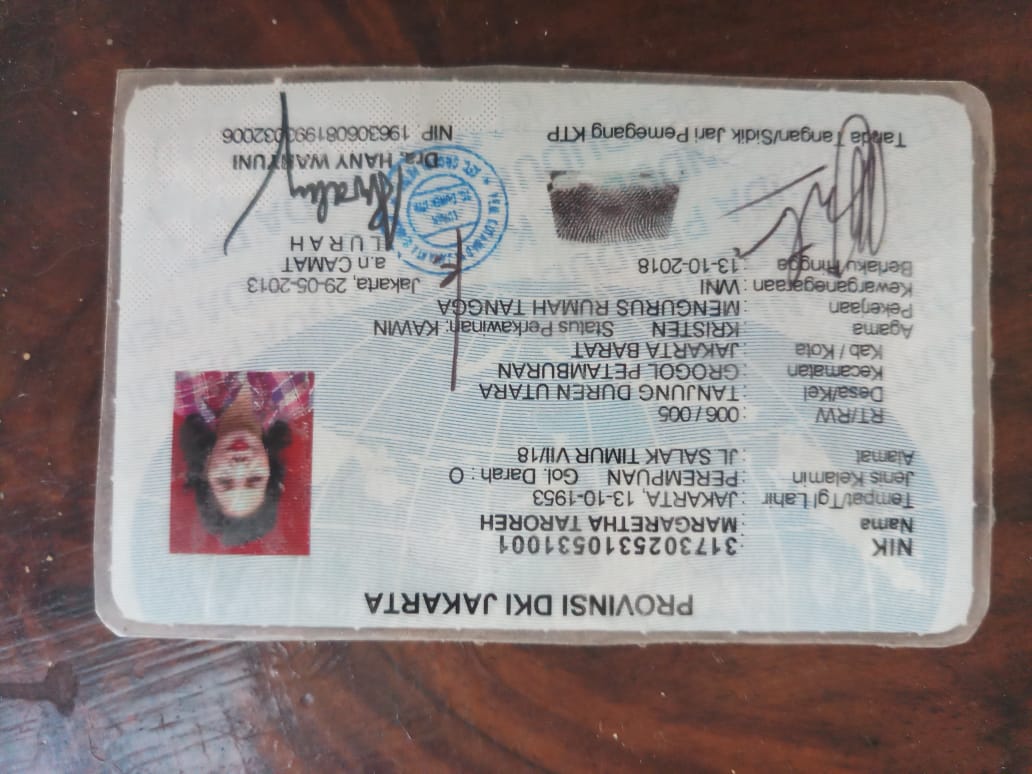 PROVINSI DKI JAKARTA
NIK : 3173025310531001
Nama : MARGARETHA TAROREH
Tempat/Tgl Lahir : JAKARTA, 13-10-1953
Jenis Kelamin : PEREMPUAN Gol. Darah : O
Alamat : JL SALAK TIMUR VII/18
RT/RW : 006 / 005
Desa/Kel : TANJUNG DUREN UTARA
Kecamatan : GROGOL PETAMBURAN
Kab / Kota : JAKARTA BARAT
Agama : KRISTEN Status Perkawinan: KAWIN
Pekerjaan : MENGURUS RUMAH TANGGA
Kewarganegaraan : WNI
Berlaku Hingga : 13-10-2018
Jakarta, 29-05-2013
a.n CAMAT
LURAH
Dra. HANY WAHYUNI
Tanda Tangan/Sidik Jari Pemegang KTP
NIP